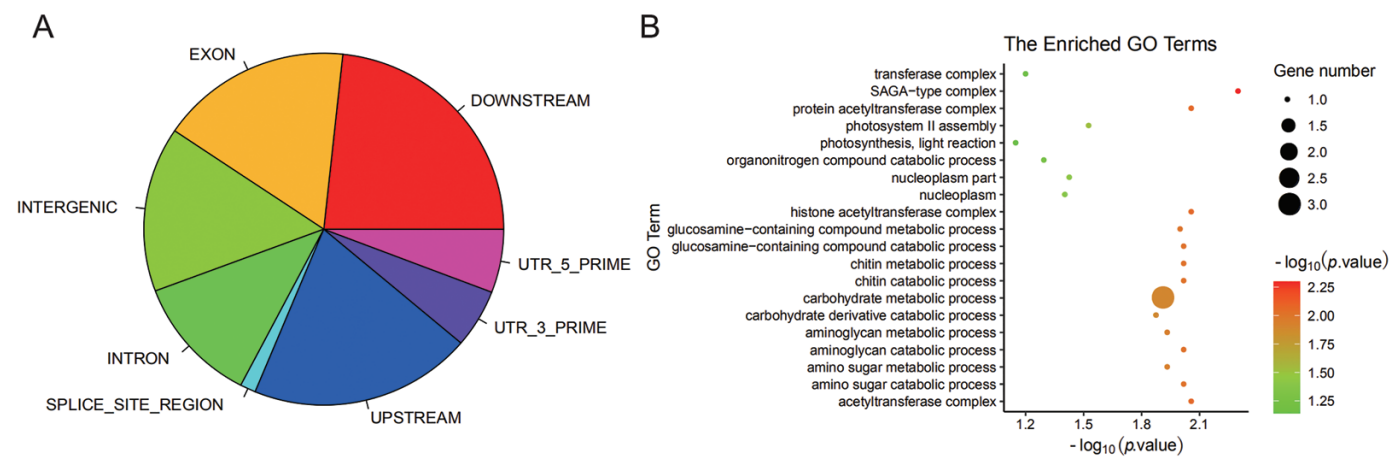 A
EXON
DOWNSTREAM
INTERGENIC
UTR_5_PRIME
UTR_3_PRIME
INTRON
SPLICE_SITE_REGION
UPSTREAM
B
The Enriched GO Terms
GO Term
transferase complex
SAGA-type complex
protein acetyltransferase complex
photosystem II assembly
photosynthesis, light reaction
organonitrogen compound catabolic process
nucleoplasm part
nucleoplasm
histone acetyltransferase complex
glucosamine-containing compound metabolic process
glucosamine-containing compound catabolic process
chitin metabolic process
chitin catabolic process
carbohydrate metabolic process
carbohydrate derivative catabolic process
aminoglycan metabolic process
aminoglycan catabolic process
amino sugar metabolic process
amino sugar catabolic process
acetyltransferase complex
1.2 1.5 1.8 2.1
- log10(p.value)
Gene number
1.0
1.5
2.0
2.5
3.0
- log10(p.value)
2.25
2.00
1.75
1.50
1.25